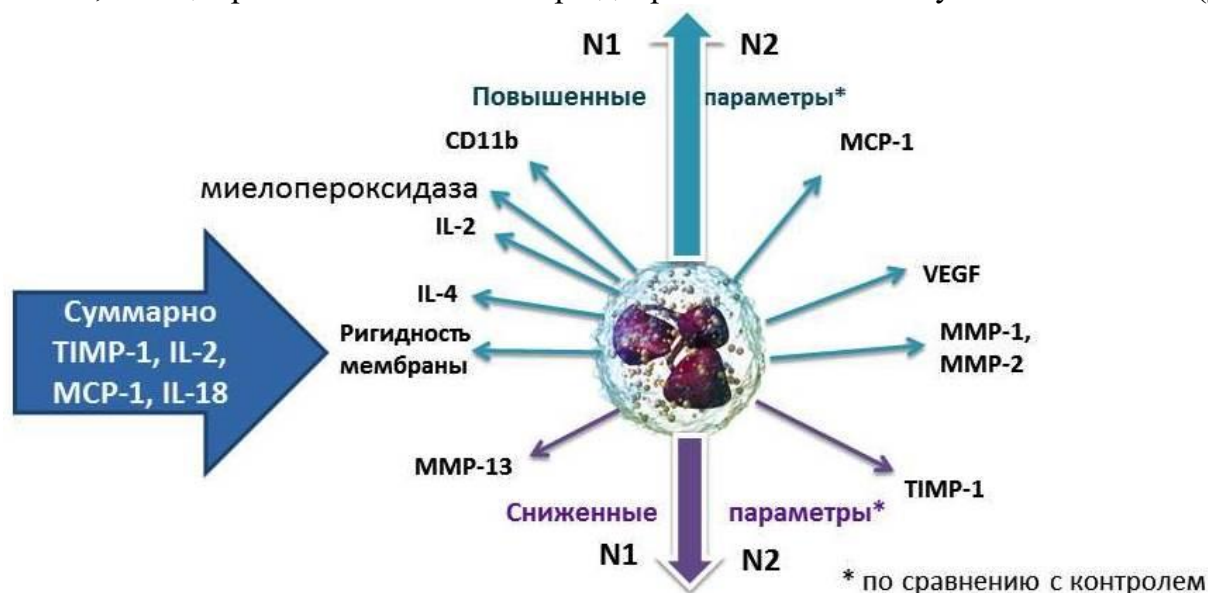 N1 N2
Повышенные параметры*
CD11b
MCP-1
миелопероксидаза
IL-2
VEGF
IL-4
Суммарно
TIMP-1, IL-2,
MCP-1, IL-18
Ригидность
мембраны
MMP-1,
MMP-2
MMP-13
TIMP-1
Сниженные параметры*
N1 N2
* по сравнению с контролем